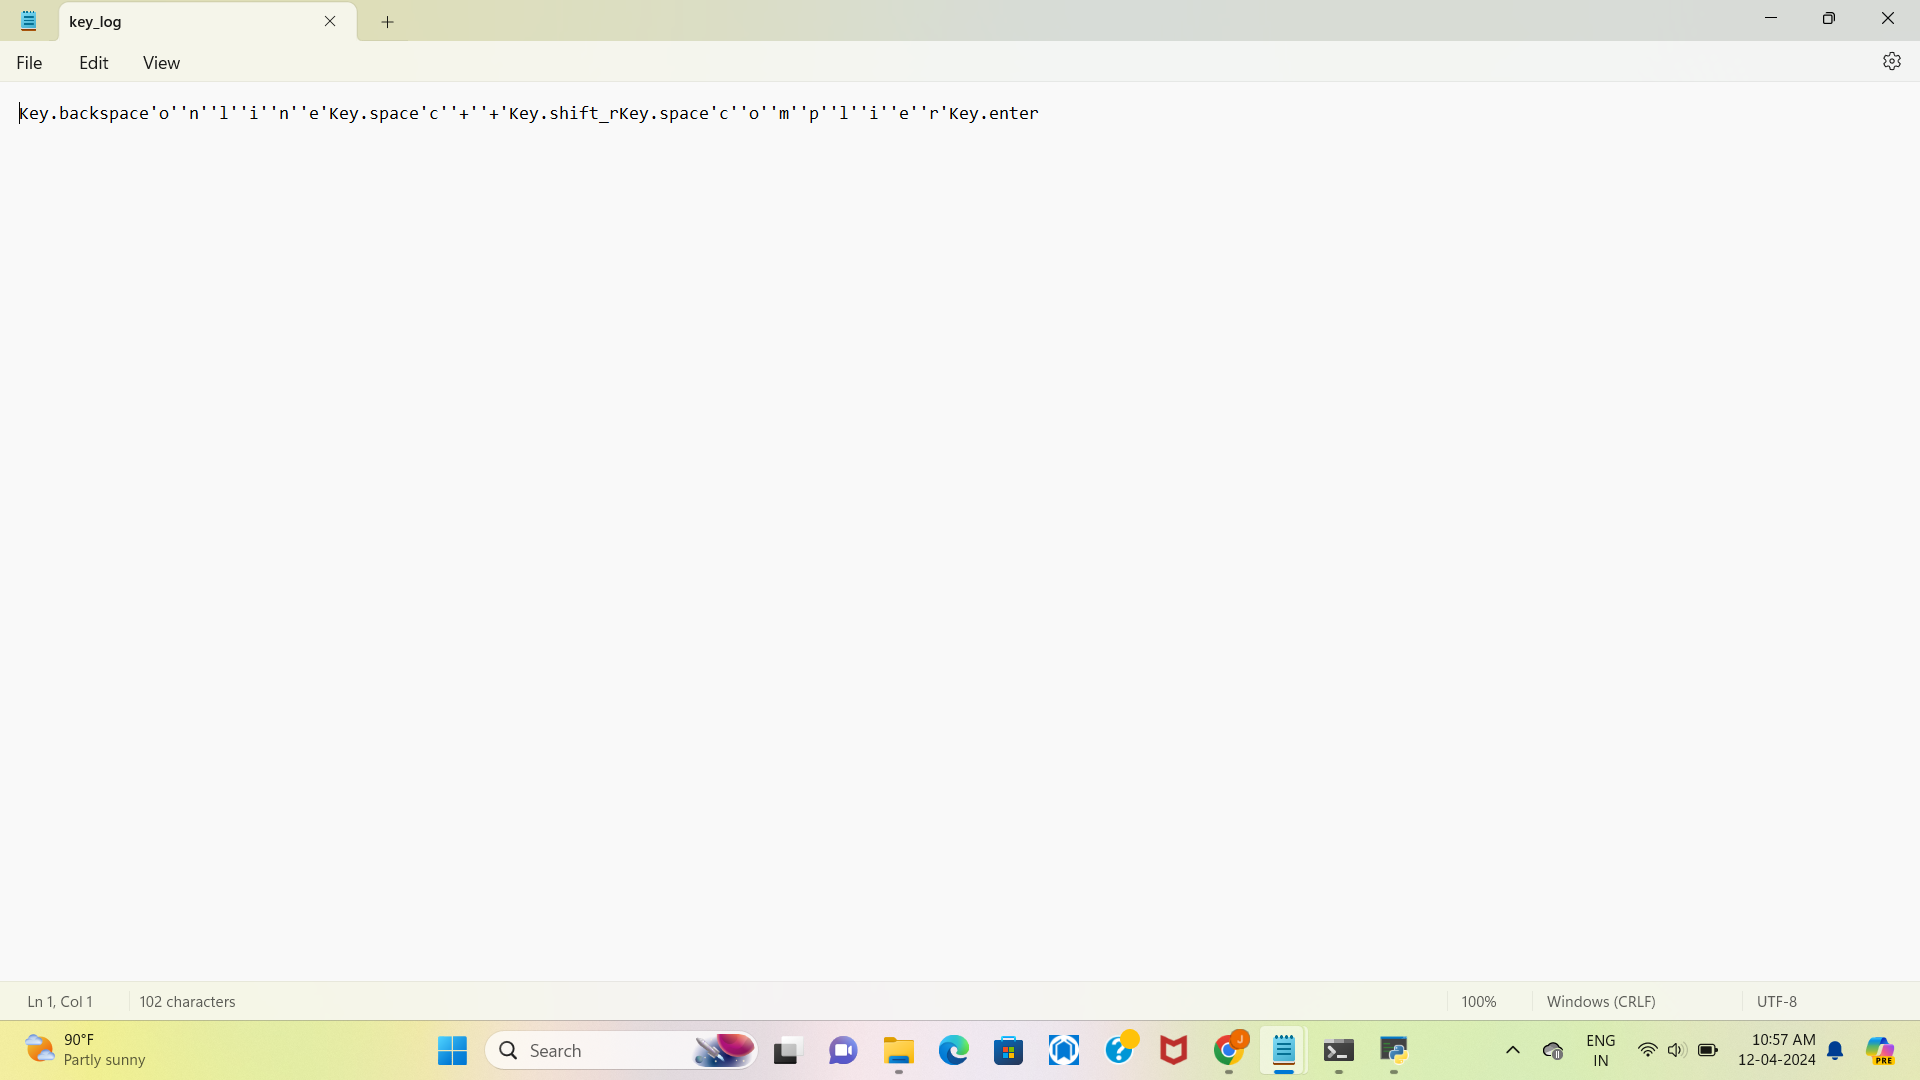 key_log
File Edit View
Key.backspace'o''n''l''i''n''e'Key.space'c''+''+'Key.shift_rKey.space'c''o''m''p''l''i''e''r'Key.enter
Ln 1, Col 1 102 characters 100% Windows (CRLF) UTF-8
90°F
Partly sunny
Search
J
PRE
ENG
IN
10:57 AM
12-04-2024